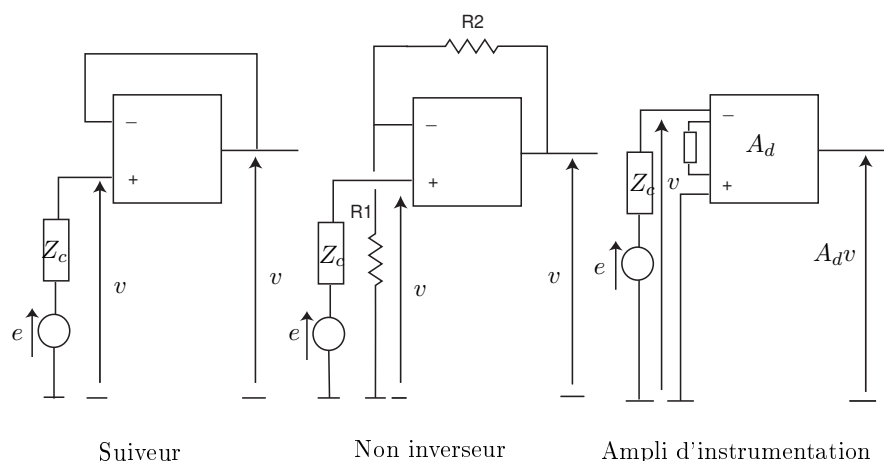 R2
−
+
Z_c
e
v
v
−
+
R1
Z_c
e
v
v
−
+
A_d
Z_c
v
e
A_d v
Suiveur
Non inverseur
Ampli d'instrumentation